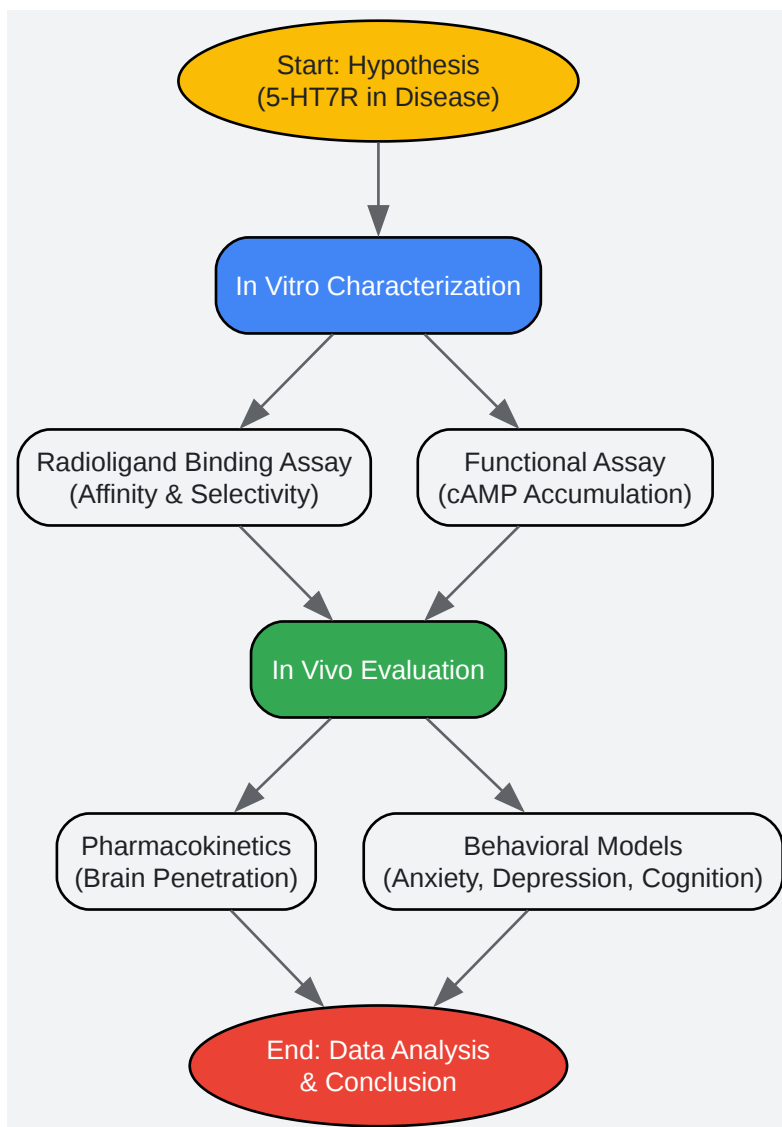 Start: Hypothesis
(5-HT7R in Disease)
In Vitro Characterization
Radioligand Binding Assay
(Affinity & Selectivity)
Functional Assay
(cAMP Accumulation)
In Vivo Evaluation
Pharmacokinetics
(Brain Penetration)
Behavioral Models
(Anxiety, Depression, Cognition)
End: Data Analysis
& Conclusion